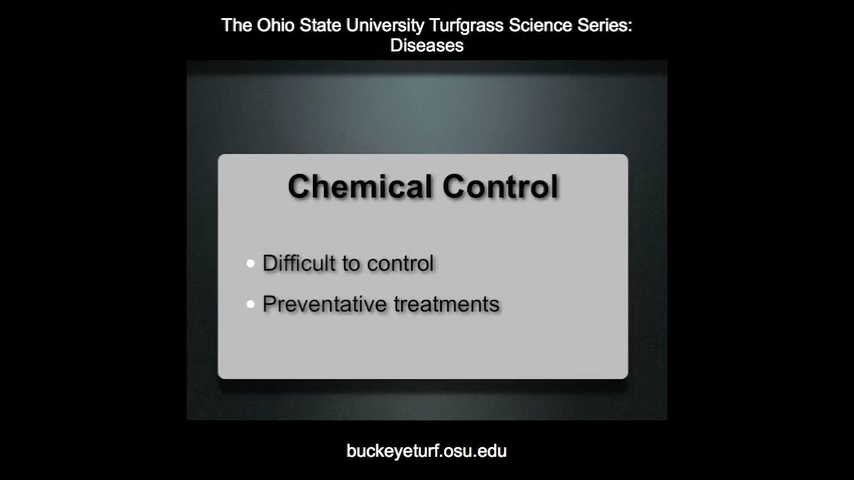 The Ohio State University Turfgrass Science Series:
Diseases
Chemical Control
• Difficult to control
• Preventative treatments
buckeyeturf.osu.edu